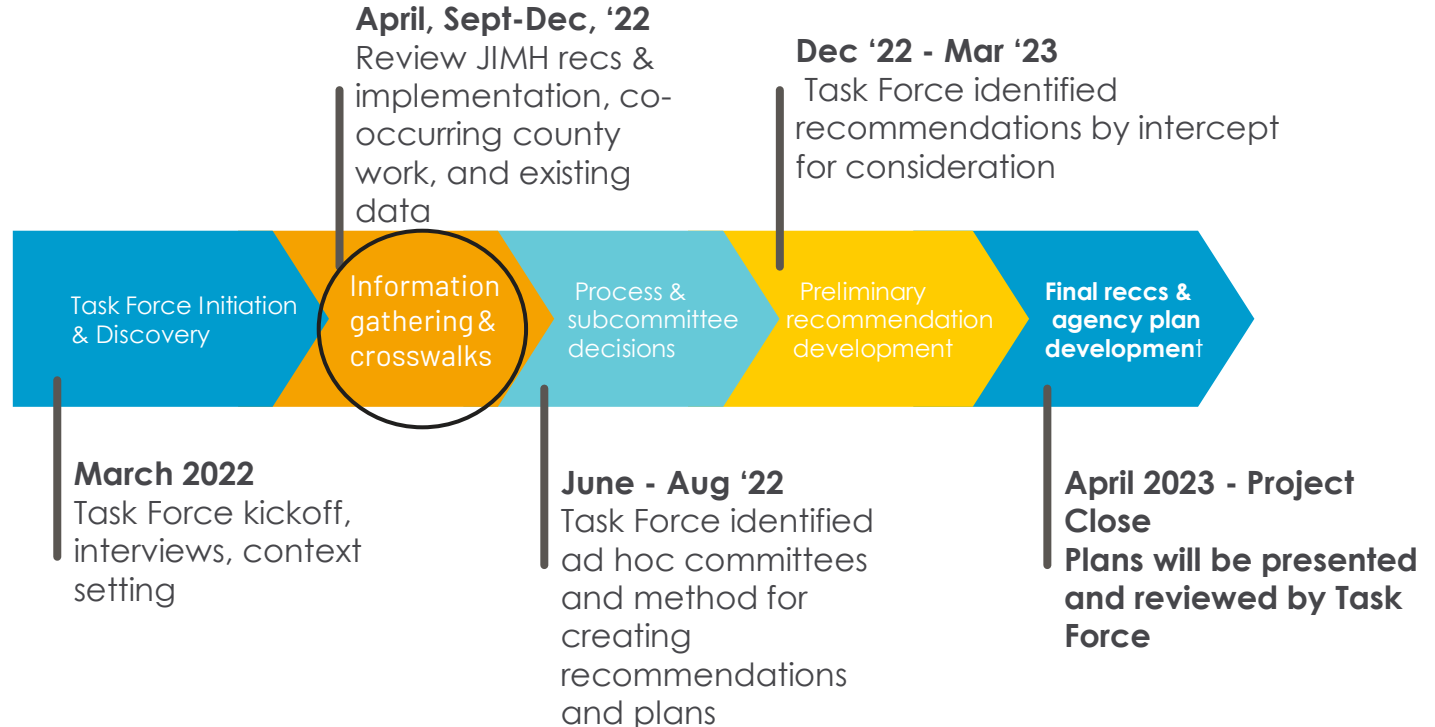 April, Sept-Dec, ‘22
Review JIMH recs &
implementation, co-
occurring county
work, and existing
data
Dec ‘22 - Mar ‘23
Task Force identified
recommendations by intercept
for consideration
Task Force Initiation
& Discovery
Information
gathering &
crosswalks
Process &
subcommittee
decisions
Preliminary
recommendation
development
Final reccs &
agency plan
development
March 2022
Task Force kickoff,
interviews, context
setting
June - Aug ‘22
Task Force identified
ad hoc committees
and method for
creating
recommendations
and plans
April 2023 - Project
Close
Plans will be presented
and reviewed by Task
Force